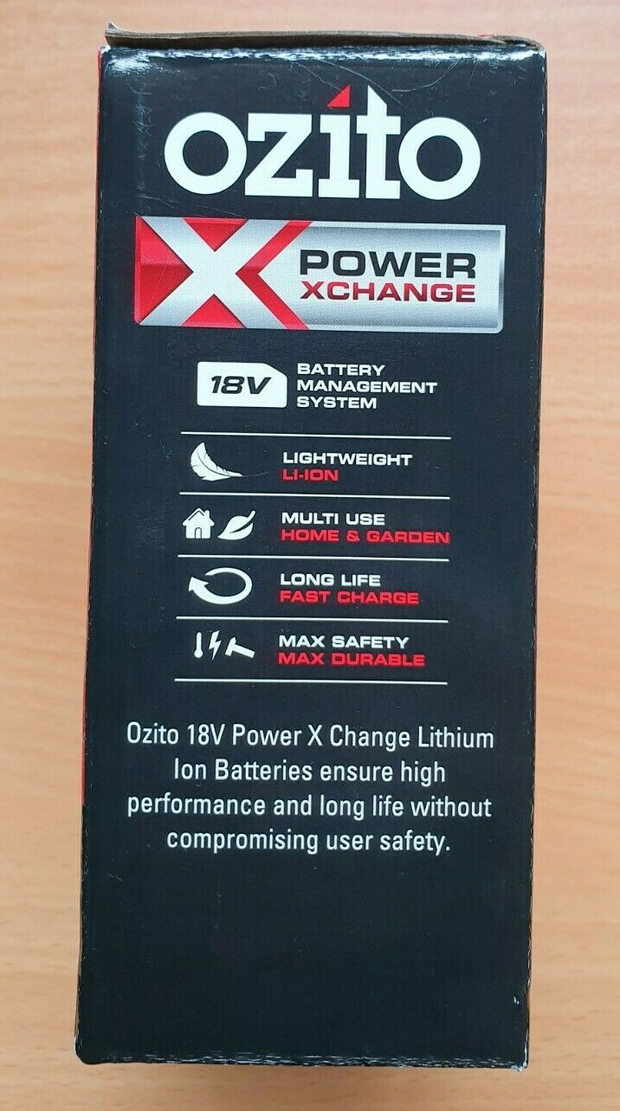 ozito
X POWER
XCHANGE
18V BATTERY
MANAGEMENT
SYSTEM
LIGHTWEIGHT
LI-ION
MULTI USE
HOME & GARDEN
LONG LIFE
FAST CHARGE
MAX SAFETY
MAX DURABLE
Ozito 18V Power X Change Lithium
Ion Batteries ensure high
performance and long life without
compromising user safety.